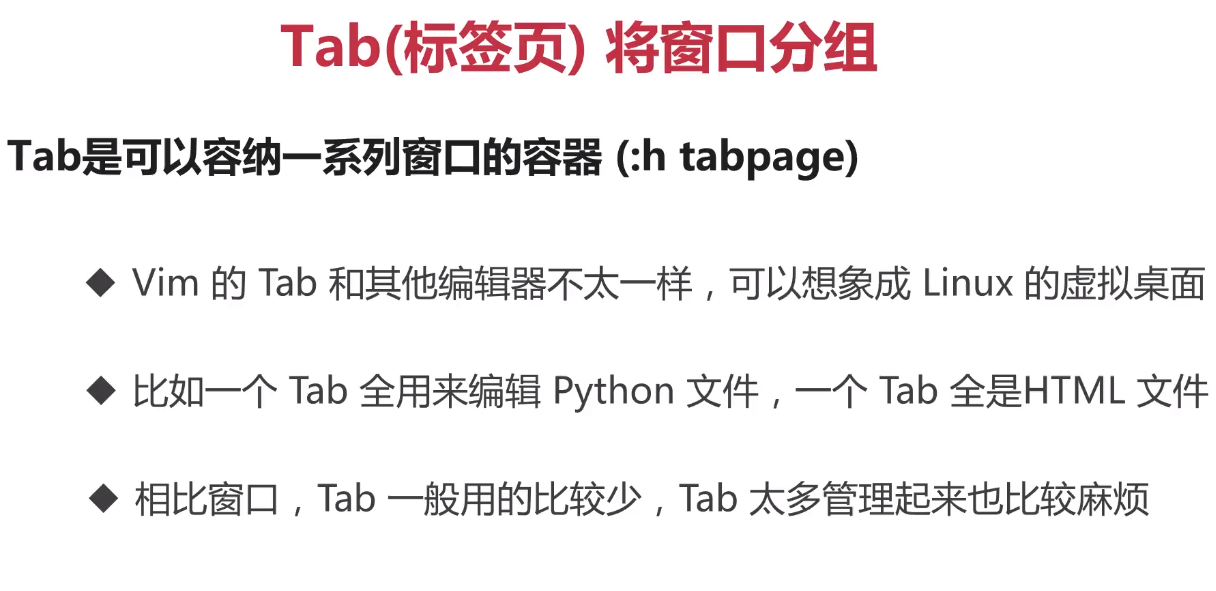 Tab(标签页) 将窗口分组
Tab是可以容纳一系列窗口的容器 (:h tabpage)
◆ Vim 的 Tab 和其他编辑器不太一样，可以想象成 Linux 的虚拟桌面
◆ 比如一个 Tab 全用来编辑 Python 文件，一个 Tab 全是HTML 文件
◆ 相比窗口，Tab 一般用的比较少，Tab 太多管理起来也比较麻烦